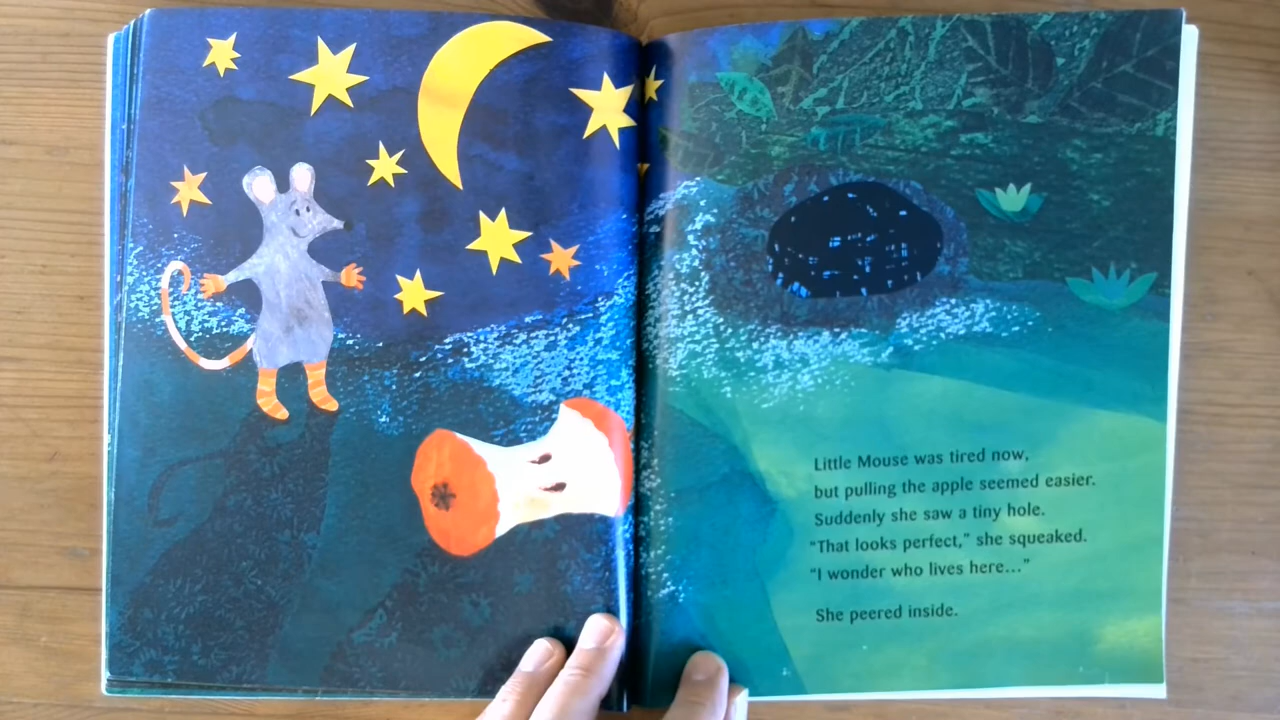 Little Mouse was tired now,
but pulling the apple seemed easier.
Suddenly she saw a tiny hole.
“That looks perfect,” she squeaked.
“I wonder who lives here...”
She peered inside.